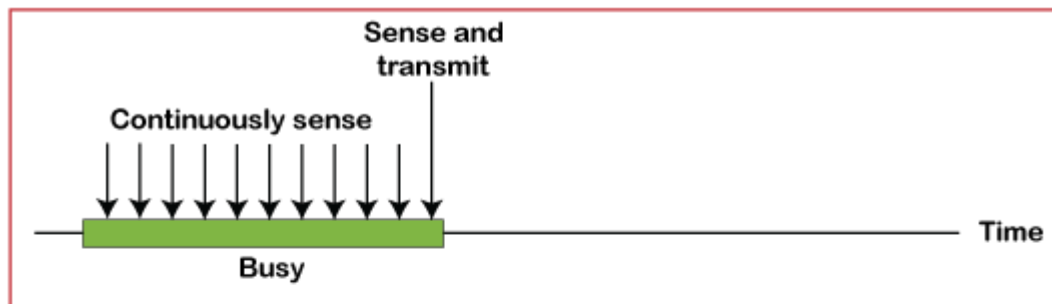 Sense and
transmit
Continuously sense
Time
Busy